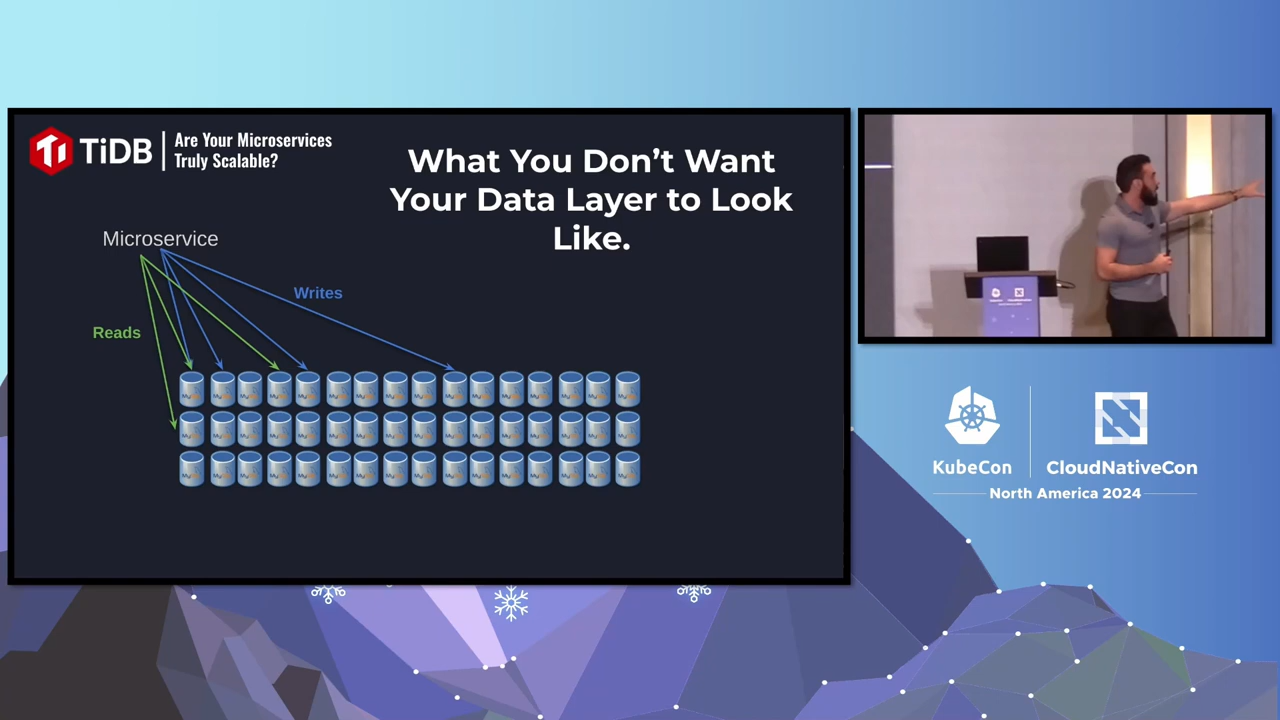 TiDB
Are Your Microservices
Truly Scalable?
What You Don't Want
Your Data Layer to Look
Like.
Microservice
Writes
Reads
KubeCon
CloudNativeCon
North America 2024